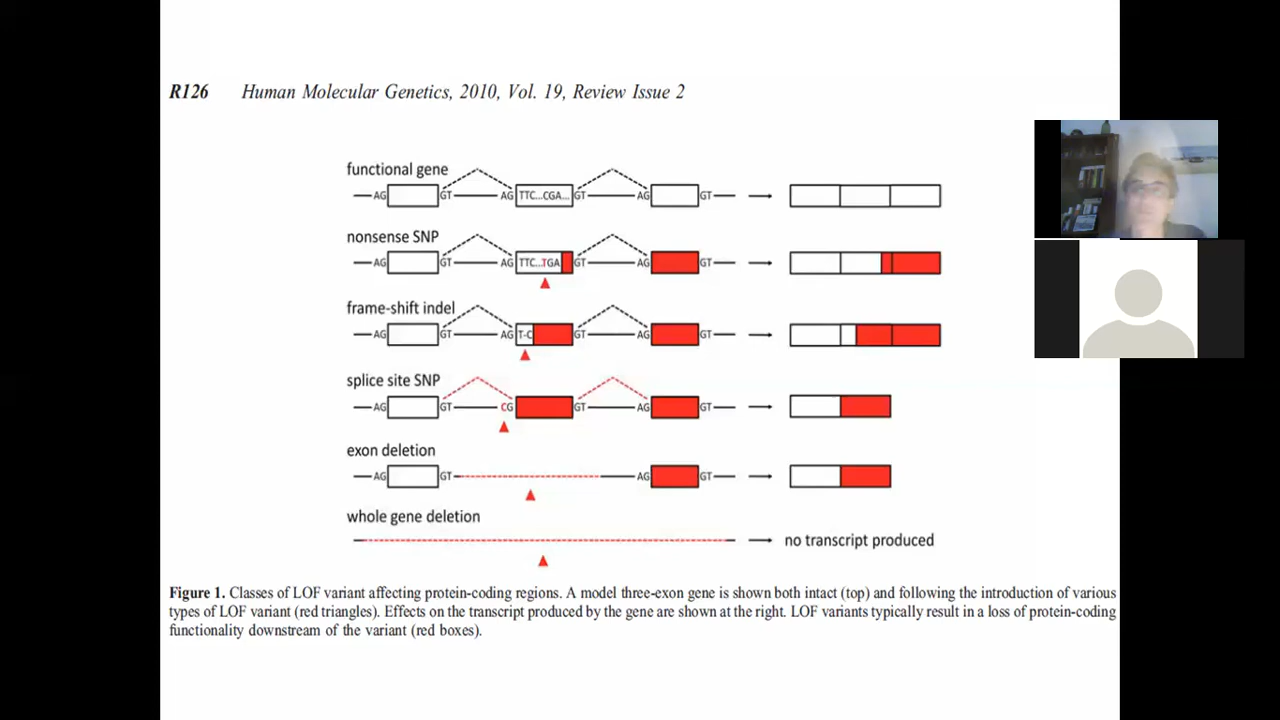 R126 Human Molecular Genetics, 2010, Vol. 19, Review Issue 2
functional gene
AG GT AG TTC...CGA... GT AG GT
nonsense SNP
AG GT AG TTC...TGA GT AG GT
frame-shift indel
AG GT AG T-C GT AG GT
splice site SNP
AG GT CG GT AG GT
exon deletion
AG GT AG GT
whole gene deletion
no transcript produced
Figure 1. Classes of LOF variant affecting protein-coding regions. A model three-exon gene is shown both intact (top) and following the introduction of various
types of LOF variant (red triangles). Effects on the transcript produced by the gene are shown at the right. LOF variants typically result in a loss of protein-coding
functionality downstream of the variant (red boxes).